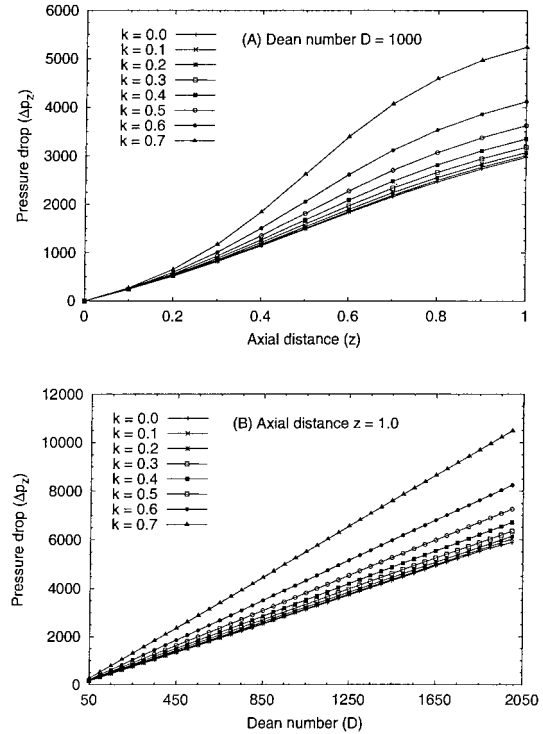 6000
5000
4000
3000
2000
1000
0
Pressure drop (Δpz)
k = 0.0
k = 0.1
k = 0.2
k = 0.3
k = 0.4
k = 0.5
k = 0.6
k = 0.7
(A) Dean number D = 1000
0 0.2 0.4 0.6 0.8 1
Axial distance (z)
12000
10000
8000
6000
4000
2000
0
Pressure drop (Δpz)
k = 0.0
k = 0.1
k = 0.2
k = 0.3
k = 0.4
k = 0.5
k = 0.6
k = 0.7
(B) Axial distance z = 1.0
50 450 850 1250 1650 2050
Dean number (D)